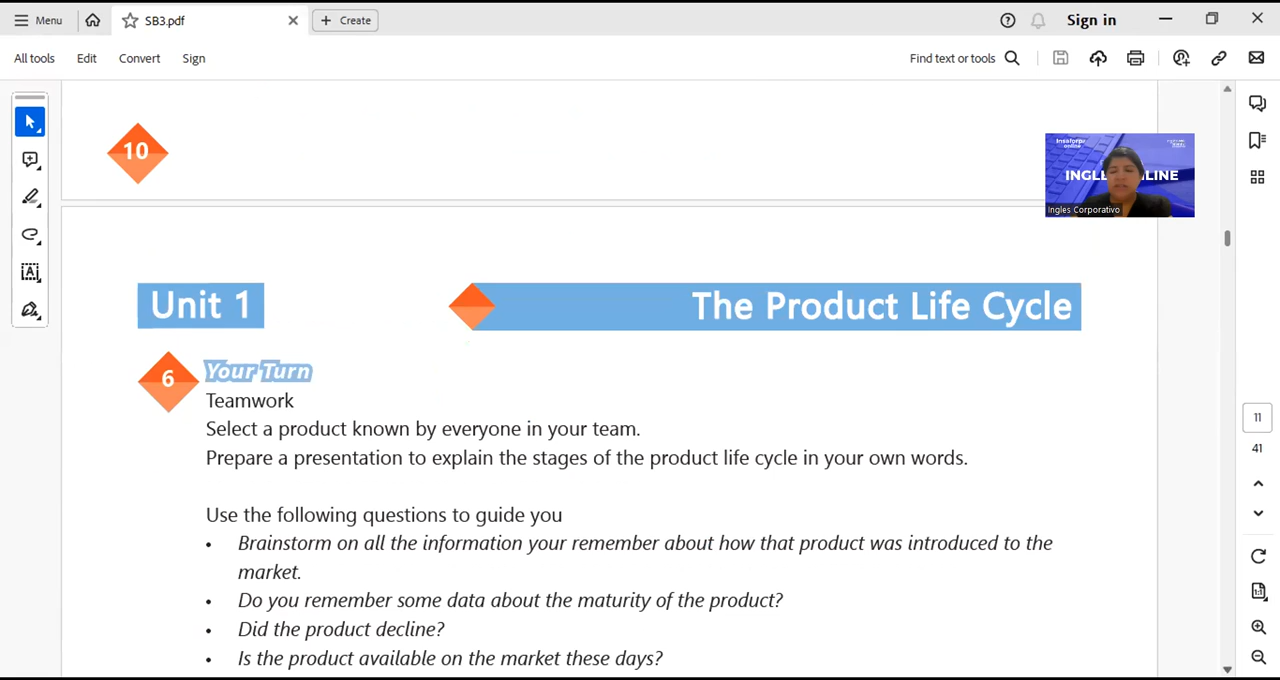 Menu
SB3.pdf
Create
Sign in
All tools
Edit
Convert
Sign
Find text or tools
10
Insaforp
online
INGLE
LINE
Ingles Corporativo
Unit 1
The Product Life Cycle
6
Your Turn
Teamwork
Select a product known by everyone in your team.
Prepare a presentation to explain the stages of the product life cycle in your own words.
Use the following questions to guide you
• Brainstorm on all the information your remember about how that product was introduced to the
market.
• Do you remember some data about the maturity of the product?
• Did the product decline?
• Is the product available on the market these days?
11
41